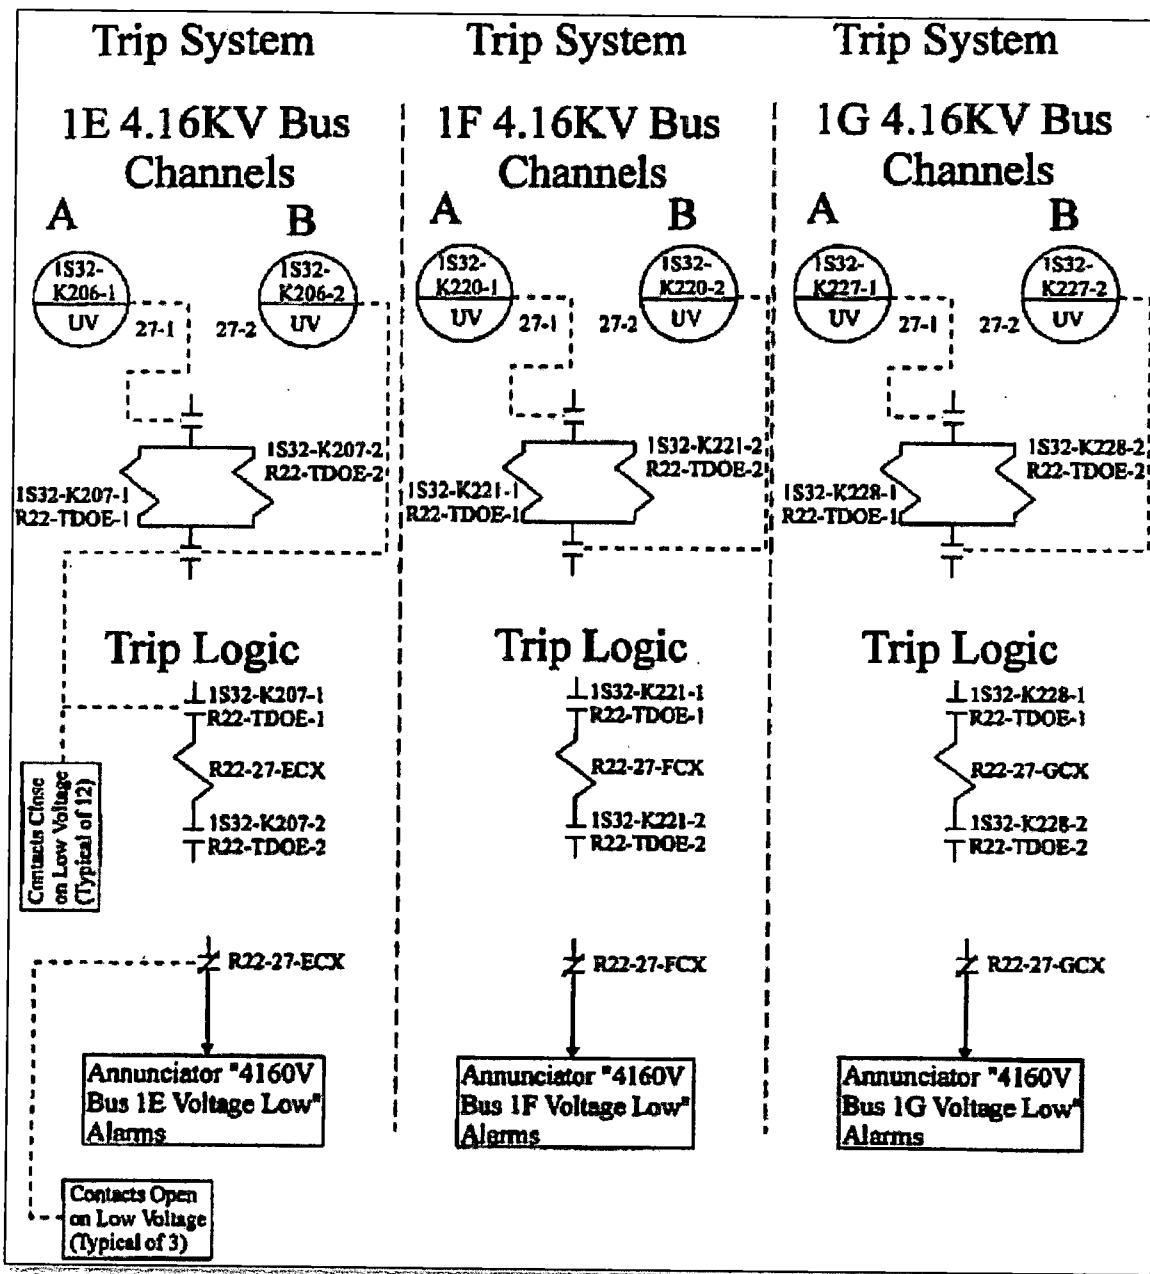 Trip System
1E 4.16KV Bus
Channels
A
B
1S32-
K206-1
UV
27-1
27-2
1S32-
K206-2
UV
1S32-K207-2
R22-TDOE-2
1S32-K207-1
R22-TDOE-1
Trip Logic
1S32-K207-1
R22-TDOE-1
R22-27-ECX
1S32-K207-2
R22-TDOE-2
Contacts Close
on Low Voltage
(Typical of 12)
R22-27-ECX
Annunciator "4160V
Bus 1E Voltage Low"
Alarms
Contacts Open
on Low Voltage
(Typical of 3)
Trip System
1F 4.16KV Bus
Channels
A
B
1S32-
K220-1
UV
27-1
27-2
1S32-
K220-2
UV
1S32-K221-2
R22-TDOE-2
1S32-K221-1
R22-TDOE-1
Trip Logic
1S32-K221-1
R22-TDOE-1
R22-27-FCX
1S32-K221-2
R22-TDOE-2
R22-27-FCX
Annunciator "4160V
Bus 1F Voltage Low"
Alarms
Trip System
1G 4.16KV Bus
Channels
A
B
1S32-
K227-1
UV
27-1
27-2
1S32-
K227-2
UV
1S32-K228-2
R22-TDOE-2
1S32-K228-1
R22-TDOE-1
Trip Logic
1S32-K228-1
R22-TDOE-1
R22-27-GCX
1S32-K228-2
R22-TDOE-2
R22-27-GCX
Annunciator "4160V
Bus 1G Voltage Low"
Alarms